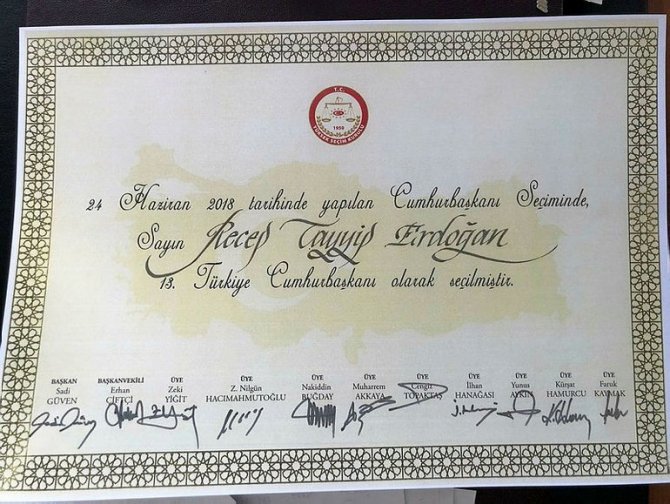 T.C.
1950
YÜKSEK SEÇİM KURULU
24 Haziran 2018 tarihinde yapılan Cumhurbaşkanı Seçiminde,
Sayın Recep Tayyip Erdoğan
13. Türkiye Cumhurbaşkanı olarak seçilmiştir.
BAŞKAN BAŞKANVEKİLİ ÜYE ÜYE ÜYE ÜYE ÜYE ÜYE ÜYE ÜYE ÜYE
Sadi Erhan Zeki Z. Nilgün Nakiddin Muharrem Cengiz İlhan Yunus Kürşat Faruk
GÜVEN ÇİFTÇİ YİĞİT HACIMAHMUTOĞLU BUĞDAY AKKAYA TOPAKTAŞ HANAĞASI AYKIN HAMURCU KAYMAK